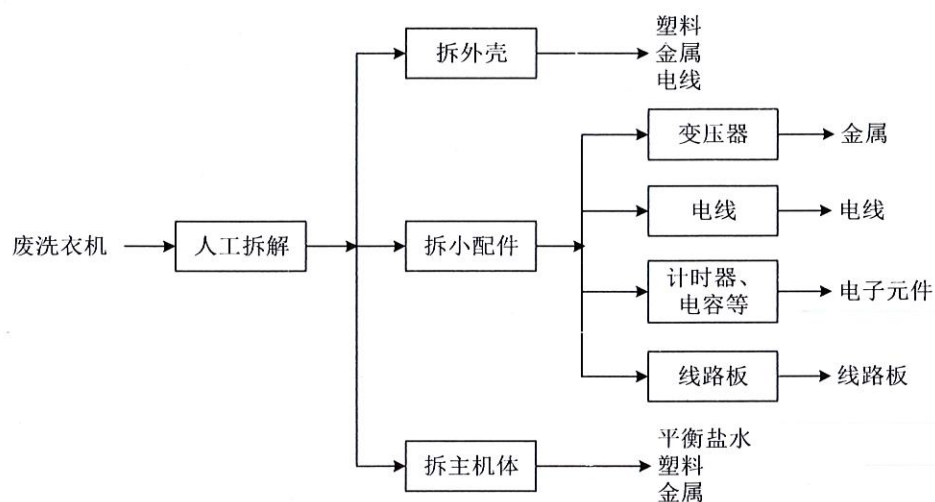 塑料
金属
电线
拆外壳
变压器
金属
电线
电线
废洗衣机
人工拆解
拆小配件
计时器、
电容等
电子元件
线路板
线路板
拆主机体
平衡盐水
塑料
金属